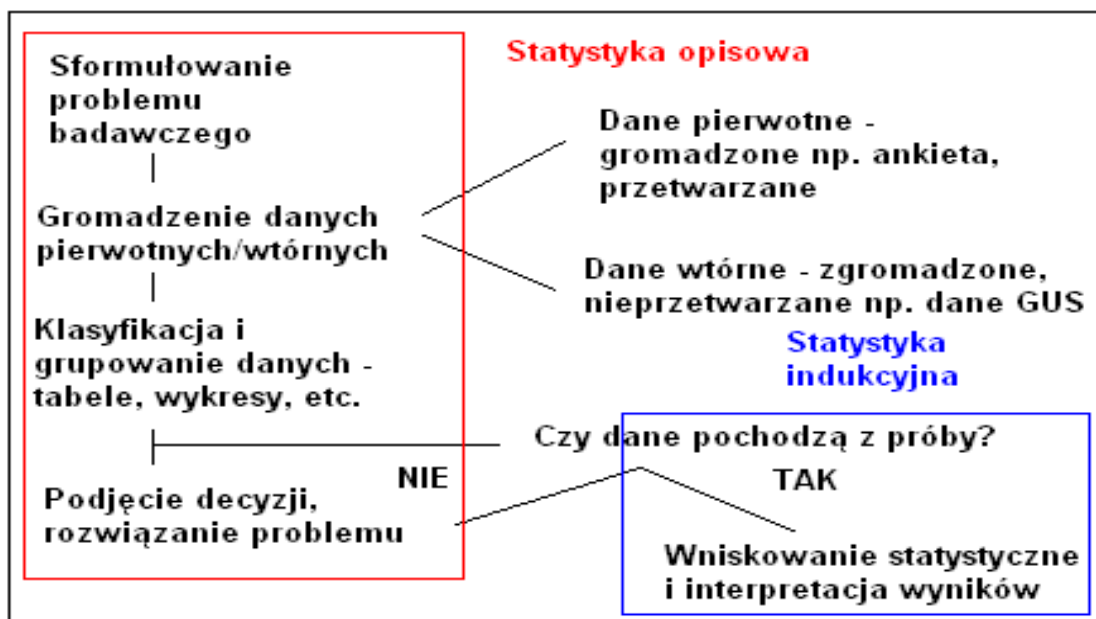 Statystyka opisowa
Sformułowanie
problemu
badawczego
Dane pierwotne -
gromadzone np. ankieta,
przetwarzane
Gromadzenie danych
pierwotnych/wtórnych
Dane wtórne - zgromadzone,
nieprzetwarzane np. dane GUS
Klasyfikacja i
grupowanie danych -
tabele, wykresy, etc.
Statystyka
indukcyjna
Czy dane pochodzą z próby?
NIE
TAK
Podjęcie decyzji,
rozwiązanie problemu
Wniskowanie statystyczne
i interpretacja wyników